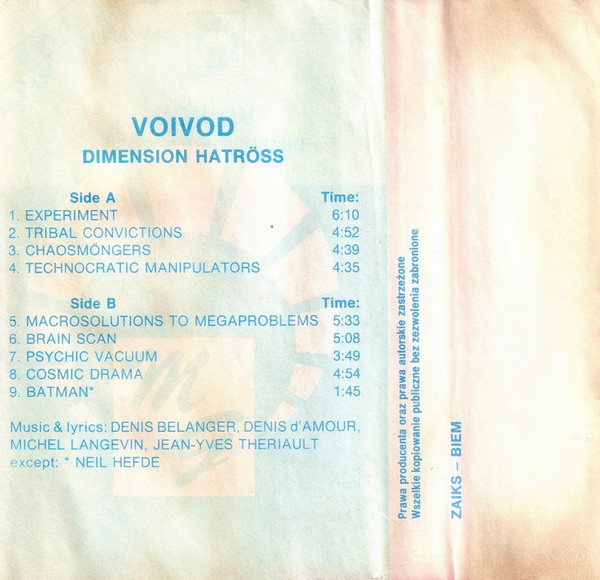 VOIVOD
DIMENSION HATRÖSS
Side A Time:
1. EXPERIMENT 6:10
2. TRIBAL CONVICTIONS 4:52
3. CHAOSMÖNGERS 4:39
4. TECHNOCRATIC MANIPULATORS 4:35
Side B Time:
5. MACROSOLUTIONS TO MEGAPROBLEMS 5:33
6. BRAIN SCAN 5:08
7. PSYCHIC VACUUM 3:49
8. COSMIC DRAMA 4:54
9. BATMAN* 1:45
Music & lyrics: DENIS BELANGER, DENIS d'AMOUR,
MICHEL LANGEVIN, JEAN-YVES THERIAULT
except: * NEIL HEFDE
Prawa producenta oraz prawa autorskie zastrzeżone
Wszelkie kopiowanie publiczne bez zezwolenia zabronione
ZAIKS – BIEM